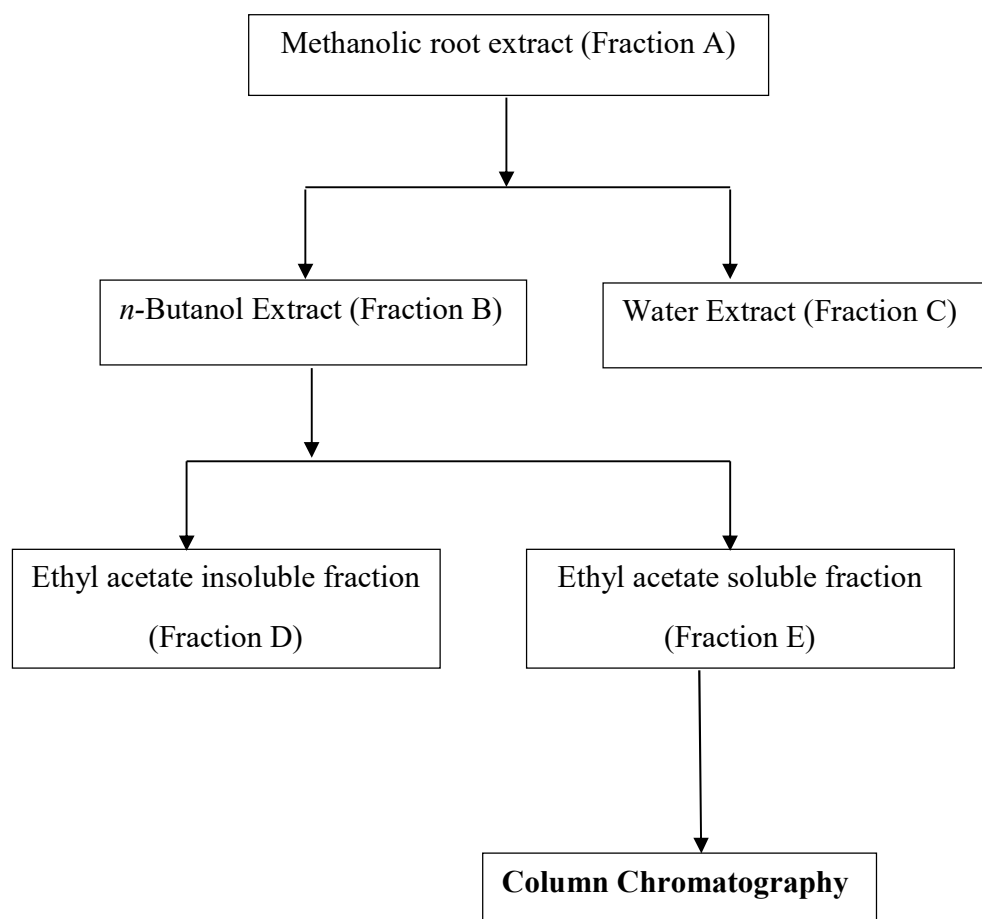 Methanolic root extract (Fraction A)
n-Butanol Extract (Fraction B)
Water Extract (Fraction C)
Ethyl acetate insoluble fraction
(Fraction D)
Ethyl acetate soluble fraction
(Fraction E)
Column Chromatography